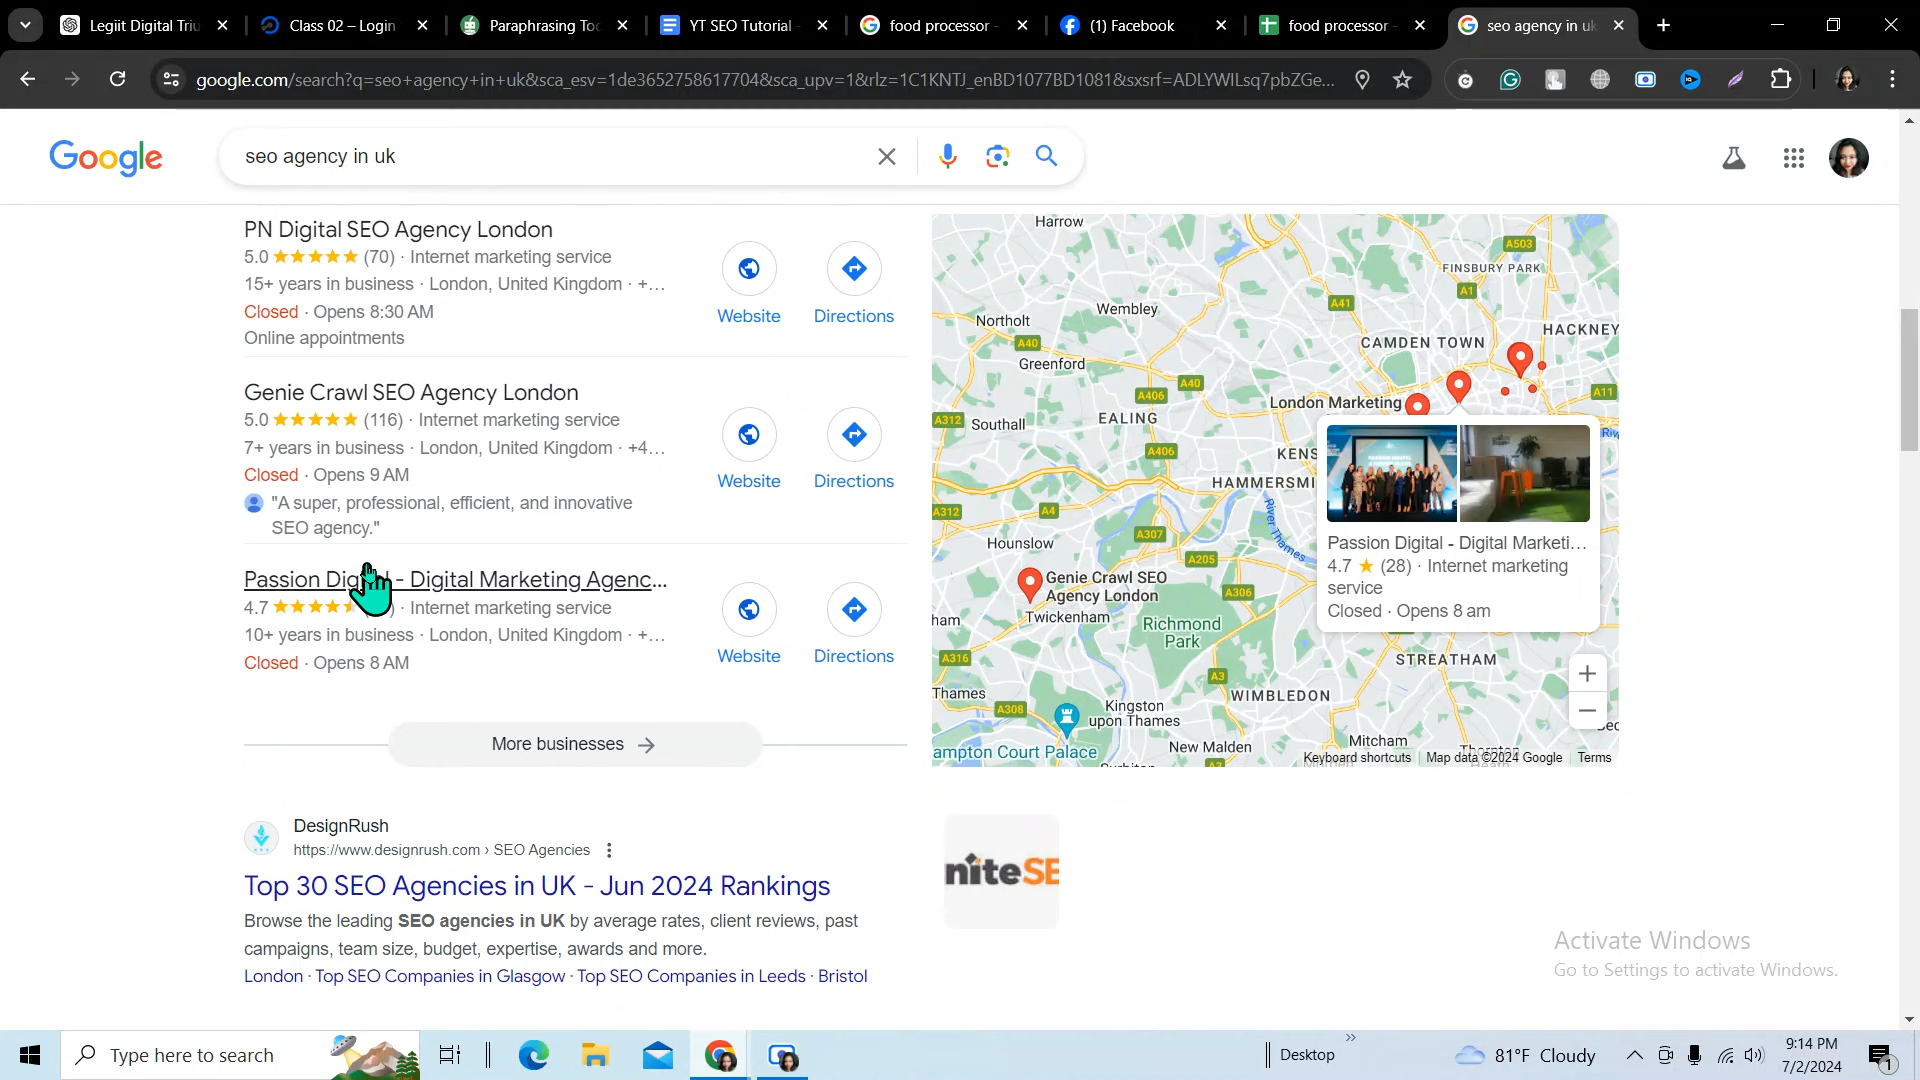 Legiit Digital Triu
Class 02 – Login
Paraphrasing Too
YT SEO Tutorial -
food processor -
(1) Facebook
food processor -
seo agency in uk
google.com/search?q=seo+agency+in+uk&sca_esv=1de3652758617704&sca_upv=1&rlz=1C1KNTJ_enBD1077BD1081&sxsrf=ADLYWILsq7pbZGe...
Google
seo agency in uk
PN Digital SEO Agency London
5.0 (70) · Internet marketing service
15+ years in business · London, United Kingdom · +...
Closed · Opens 8:30 AM
Online appointments
Website
Directions
Genie Crawl SEO Agency London
5.0 (116) · Internet marketing service
7+ years in business · London, United Kingdom · +4...
Closed · Opens 9 AM
"A super, professional, efficient, and innovative
SEO agency."
Website
Directions
Passion Digital - Digital Marketing Agenc...
4.7 · Internet marketing service
10+ years in business · London, United Kingdom · +...
Closed · Opens 8 AM
Website
Directions
More businesses
DesignRush
https://www.designrush.com › SEO Agencies
Top 30 SEO Agencies in UK - Jun 2024 Rankings
Browse the leading SEO agencies in UK by average rates, client reviews, past
campaigns, team size, budget, expertise, awards and more.
London · Top SEO Companies in Glasgow · Top SEO Companies in Leeds · Bristol
Harrow
A503
FINSBURY PARK
A1
A41
Wembley
Northolt
HACKNEY
CAMDEN TOWN
A40
Greenford
A40
A11
A406
London Marketing
EALING
A312
Southall
A406
KENS
HAMMERSMI
River Thames
A312
A4
A307
Hounslow
A205
Genie Crawl SEO
Agency London
A306
Twickenham
ham
Richmond
Park
A316
STREATHAM
A3
Thames
WIMBLEDON
A308
Kingston
upon Thames
Mitcham
New Malden
ampton Court Palace
A3
Passion Digital - Digital Marketi...
4.7 (28) · Internet marketing
service
Closed · Opens 8 am
Keyboard shortcuts
Map data ©2024 Google
Terms
niteSE
Activate Windows
Go to Settings to activate Windows.
Type here to search
Desktop
81°F Cloudy
9:14 PM
7/2/2024
1